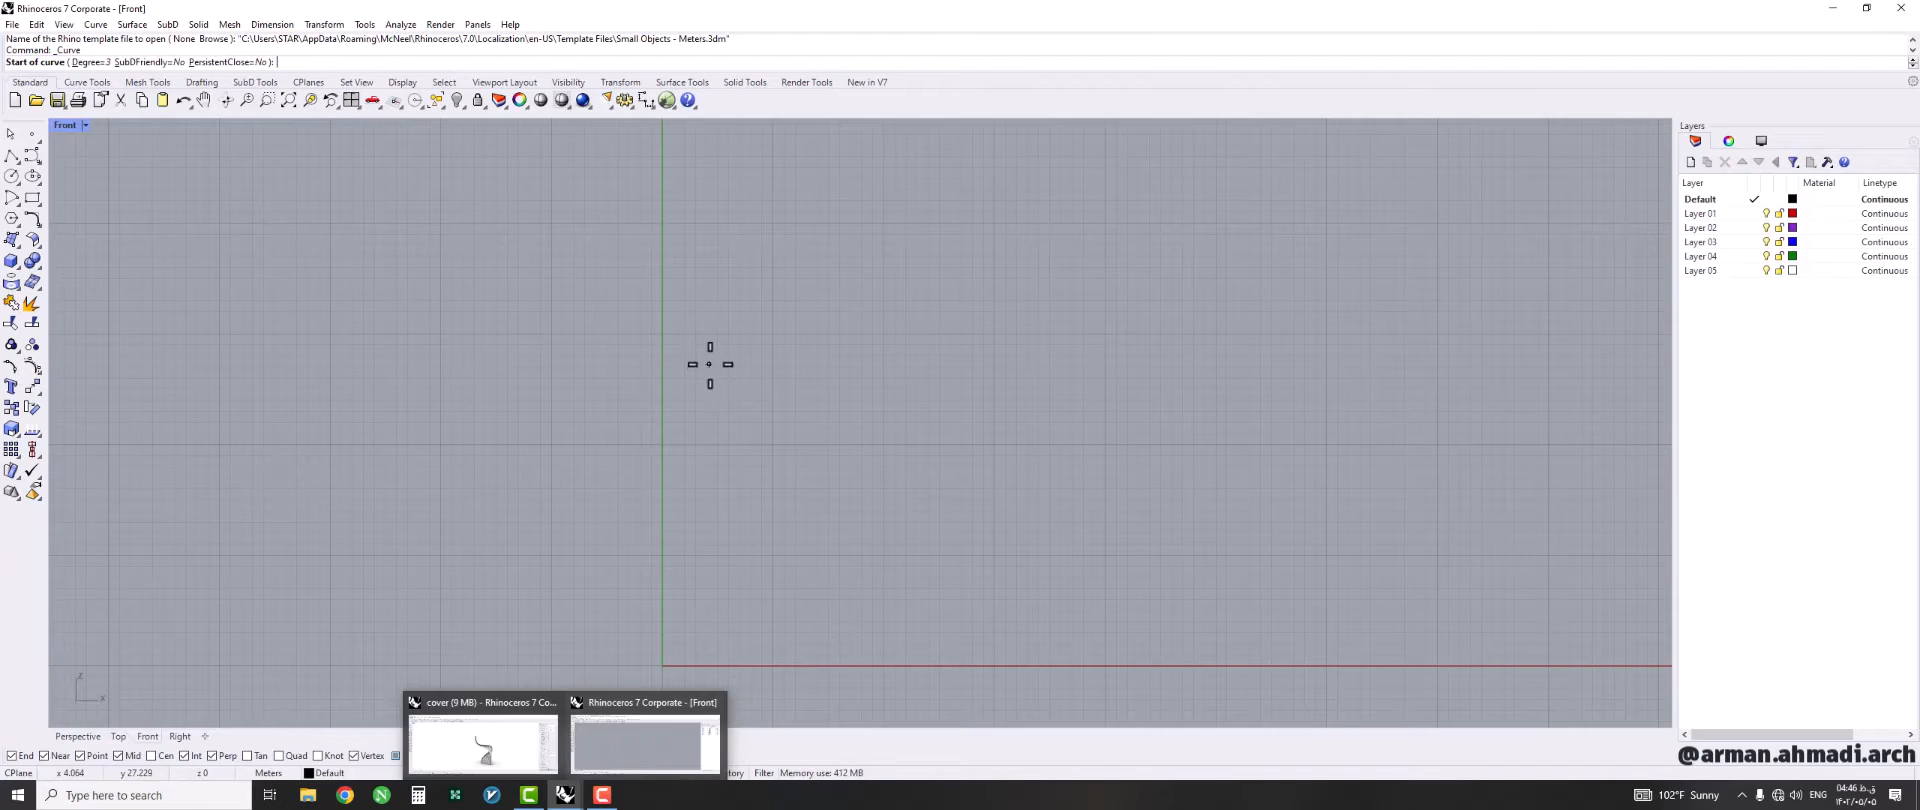 Rhinoceros 7 Corporate - [Front]
File Edit View Curve Surface SubD Solid Mesh Dimension Transform Tools Analyze Render Panels Help
Name of the Rhino template file to open ( None Browse ): "C:\Users\STAR\AppData\Roaming\McNeel\Rhinoceros\7.0\Localization\en-US\Template Files\Small Objects - Meters.3dm"
Command: _Curve
Start of curve ( Degree=3 SubDFriendly=No PersistentClose=No ):
Standard Curve Tools Mesh Tools Drafting SubD Tools CPlanes Set View Display Select Viewport Layout Visibility Transform Surface Tools Solid Tools Render Tools New in V7
Front
Layers
Layer Material Linetype
Default Continuous
Layer 01 Continuous
Layer 02 Continuous
Layer 03 Continuous
Layer 04 Continuous
Layer 05 Continuous
z
x
cover (9 MB) - Rhinoceros 7 Co... Rhinoceros 7 Corporate - [Front]
Perspective Top Front Right
End Near Point Mid Cen Int Perp Tan Quad Knot Vertex
@arman.ahmadi.arch
CPlane x 4.064 y 27.229 z 0 Meters Default Filter Memory use: 412 MB
Type here to search
102°F Sunny ENG 04:46 ق.ظ
۱۴۰۲/۰۵/۰۵